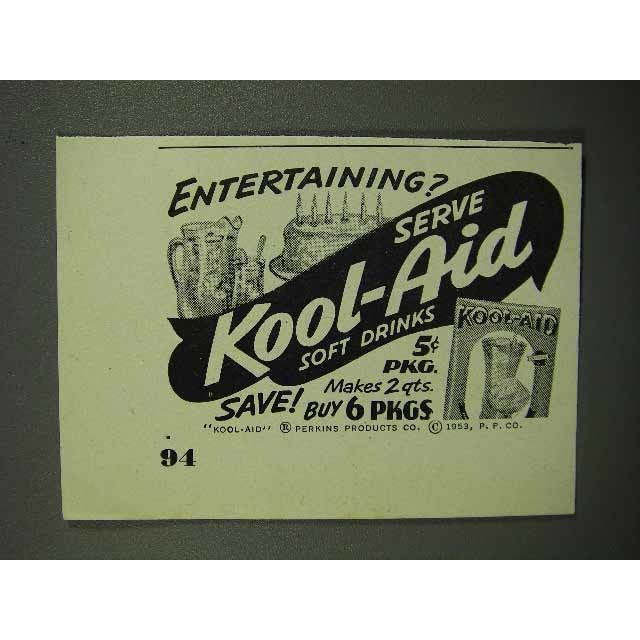 ENTERTAINING?
SERVE
Kool-Aid
SOFT DRINKS
5¢
PKG.
Makes 2 qts.
SAVE! BUY 6 PKGS
KOOL-AID
"KOOL-AID" ® PERKINS PRODUCTS CO. © 1953, P. P. CO.
94